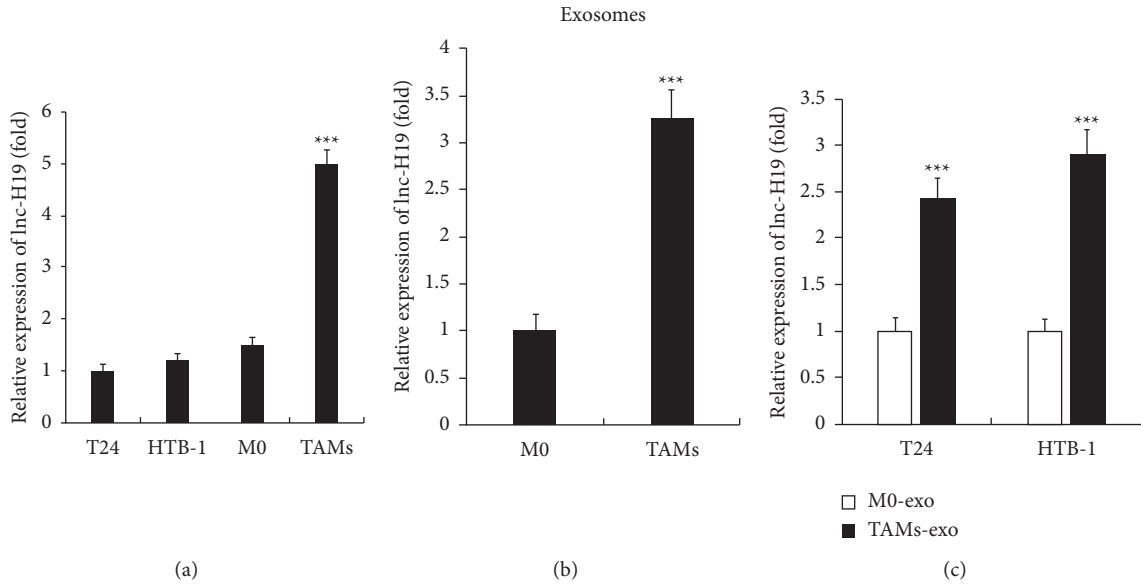 Exosomes
Relative expression of lnc-H19 (fold)
6
5
4
3
2
1
0
***
T24 HTB-1 M0 TAMs
(a)
Relative expression of lnc-H19 (fold)
4
3.5
3
2.5
2
1.5
1
0.5
0
***
M0 TAMs
(b)
Relative expression of lnc-H19 (fold)
3.5
3
2.5
2
1.5
1
0.5
0
***
***
T24 HTB-1
M0-exo
TAMs-exo
(c)